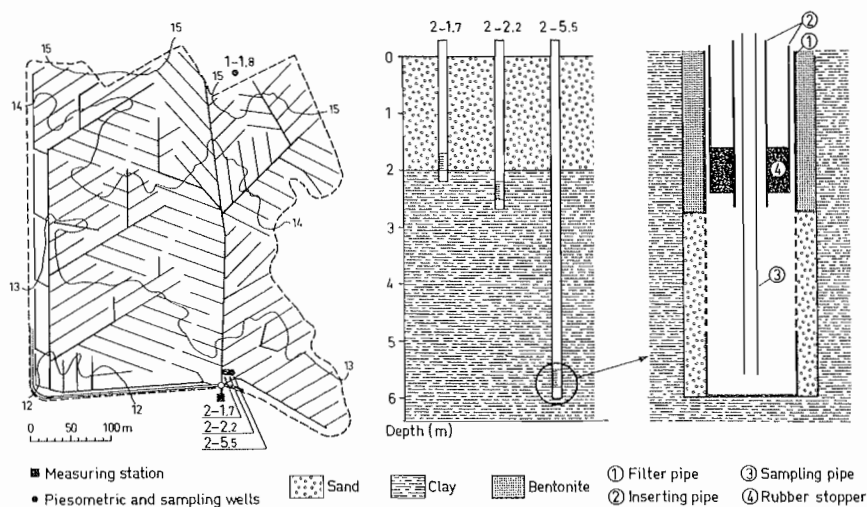 15
15
1-1.8
15
15
14
14
13
13
12
12
0 50 100m
2-1.7
2-2.2
2-5.5
2-1.7 2-2.2 2-5.5
0
1
2
3
4
5
6
Depth (m)
②
①
④
③
Measuring station
Piesometric and sampling wells
Sand
Clay
Bentonite
① Filter pipe
② Inserting pipe
③ Sampling pipe
④ Rubber stopper